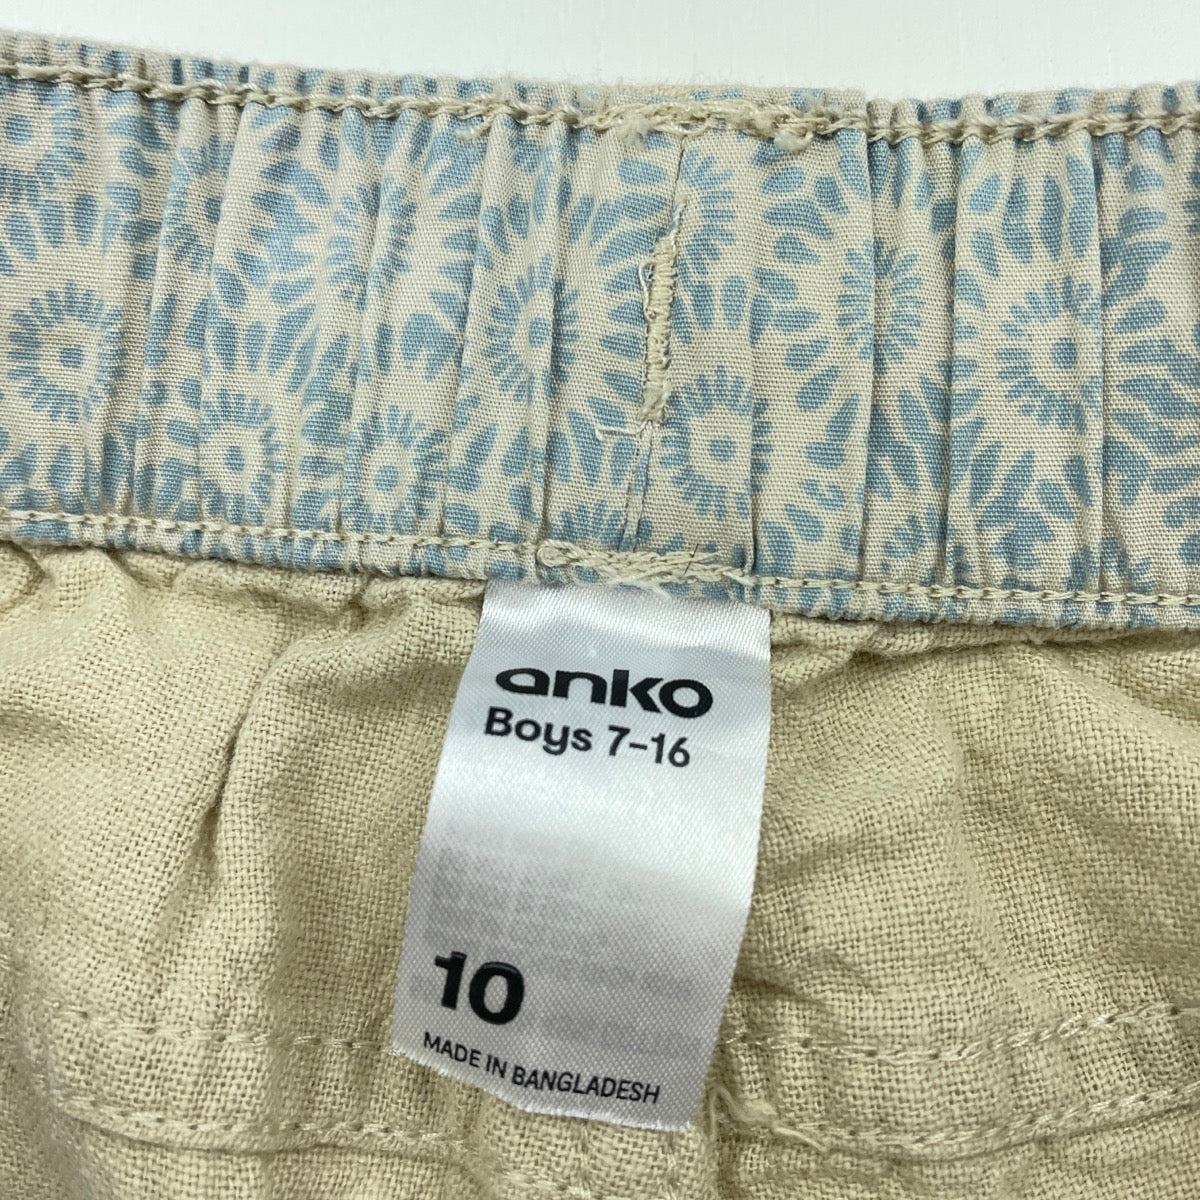 anko
Boys 7-16
10
MADE IN BANGLADESH